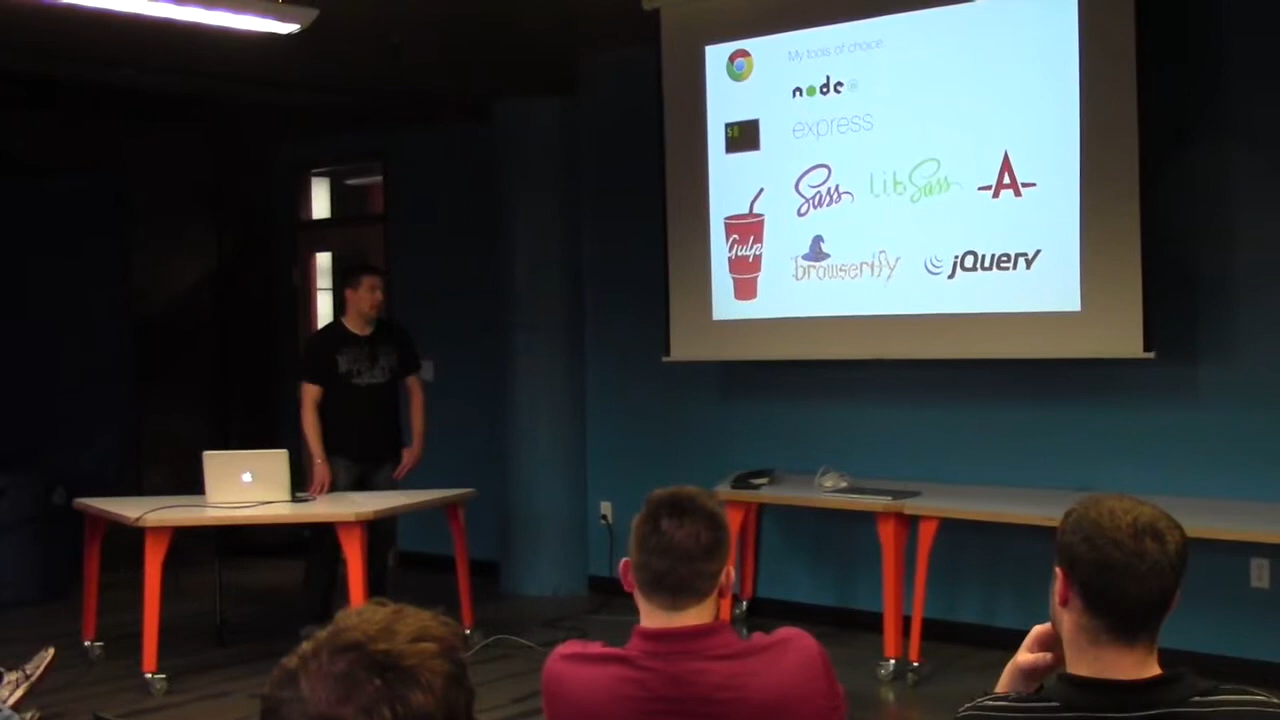 My tools of choice
node
express
Sass LibSass A
Gulp
browserify jQuery